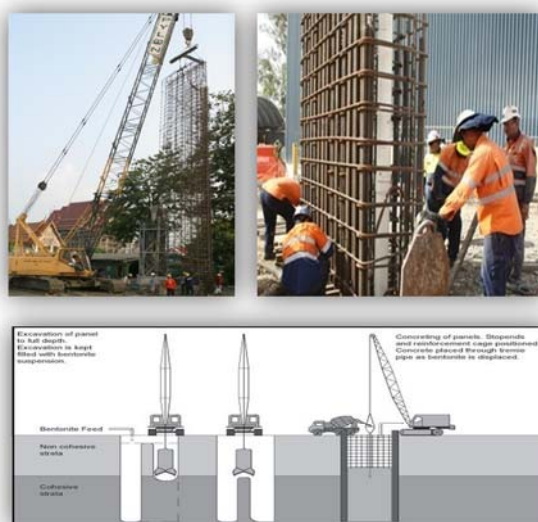 Excavation of panel
to full depth.
Excavation is kept
filled with bentonite
suspension.
Concreting of panels. Stopends
and reinforcement cage positioned.
Concrete placed through tremie
pipe as bentonite is displaced.
Bentonite Feed
Non cohesive
strata
Cohesive
strata